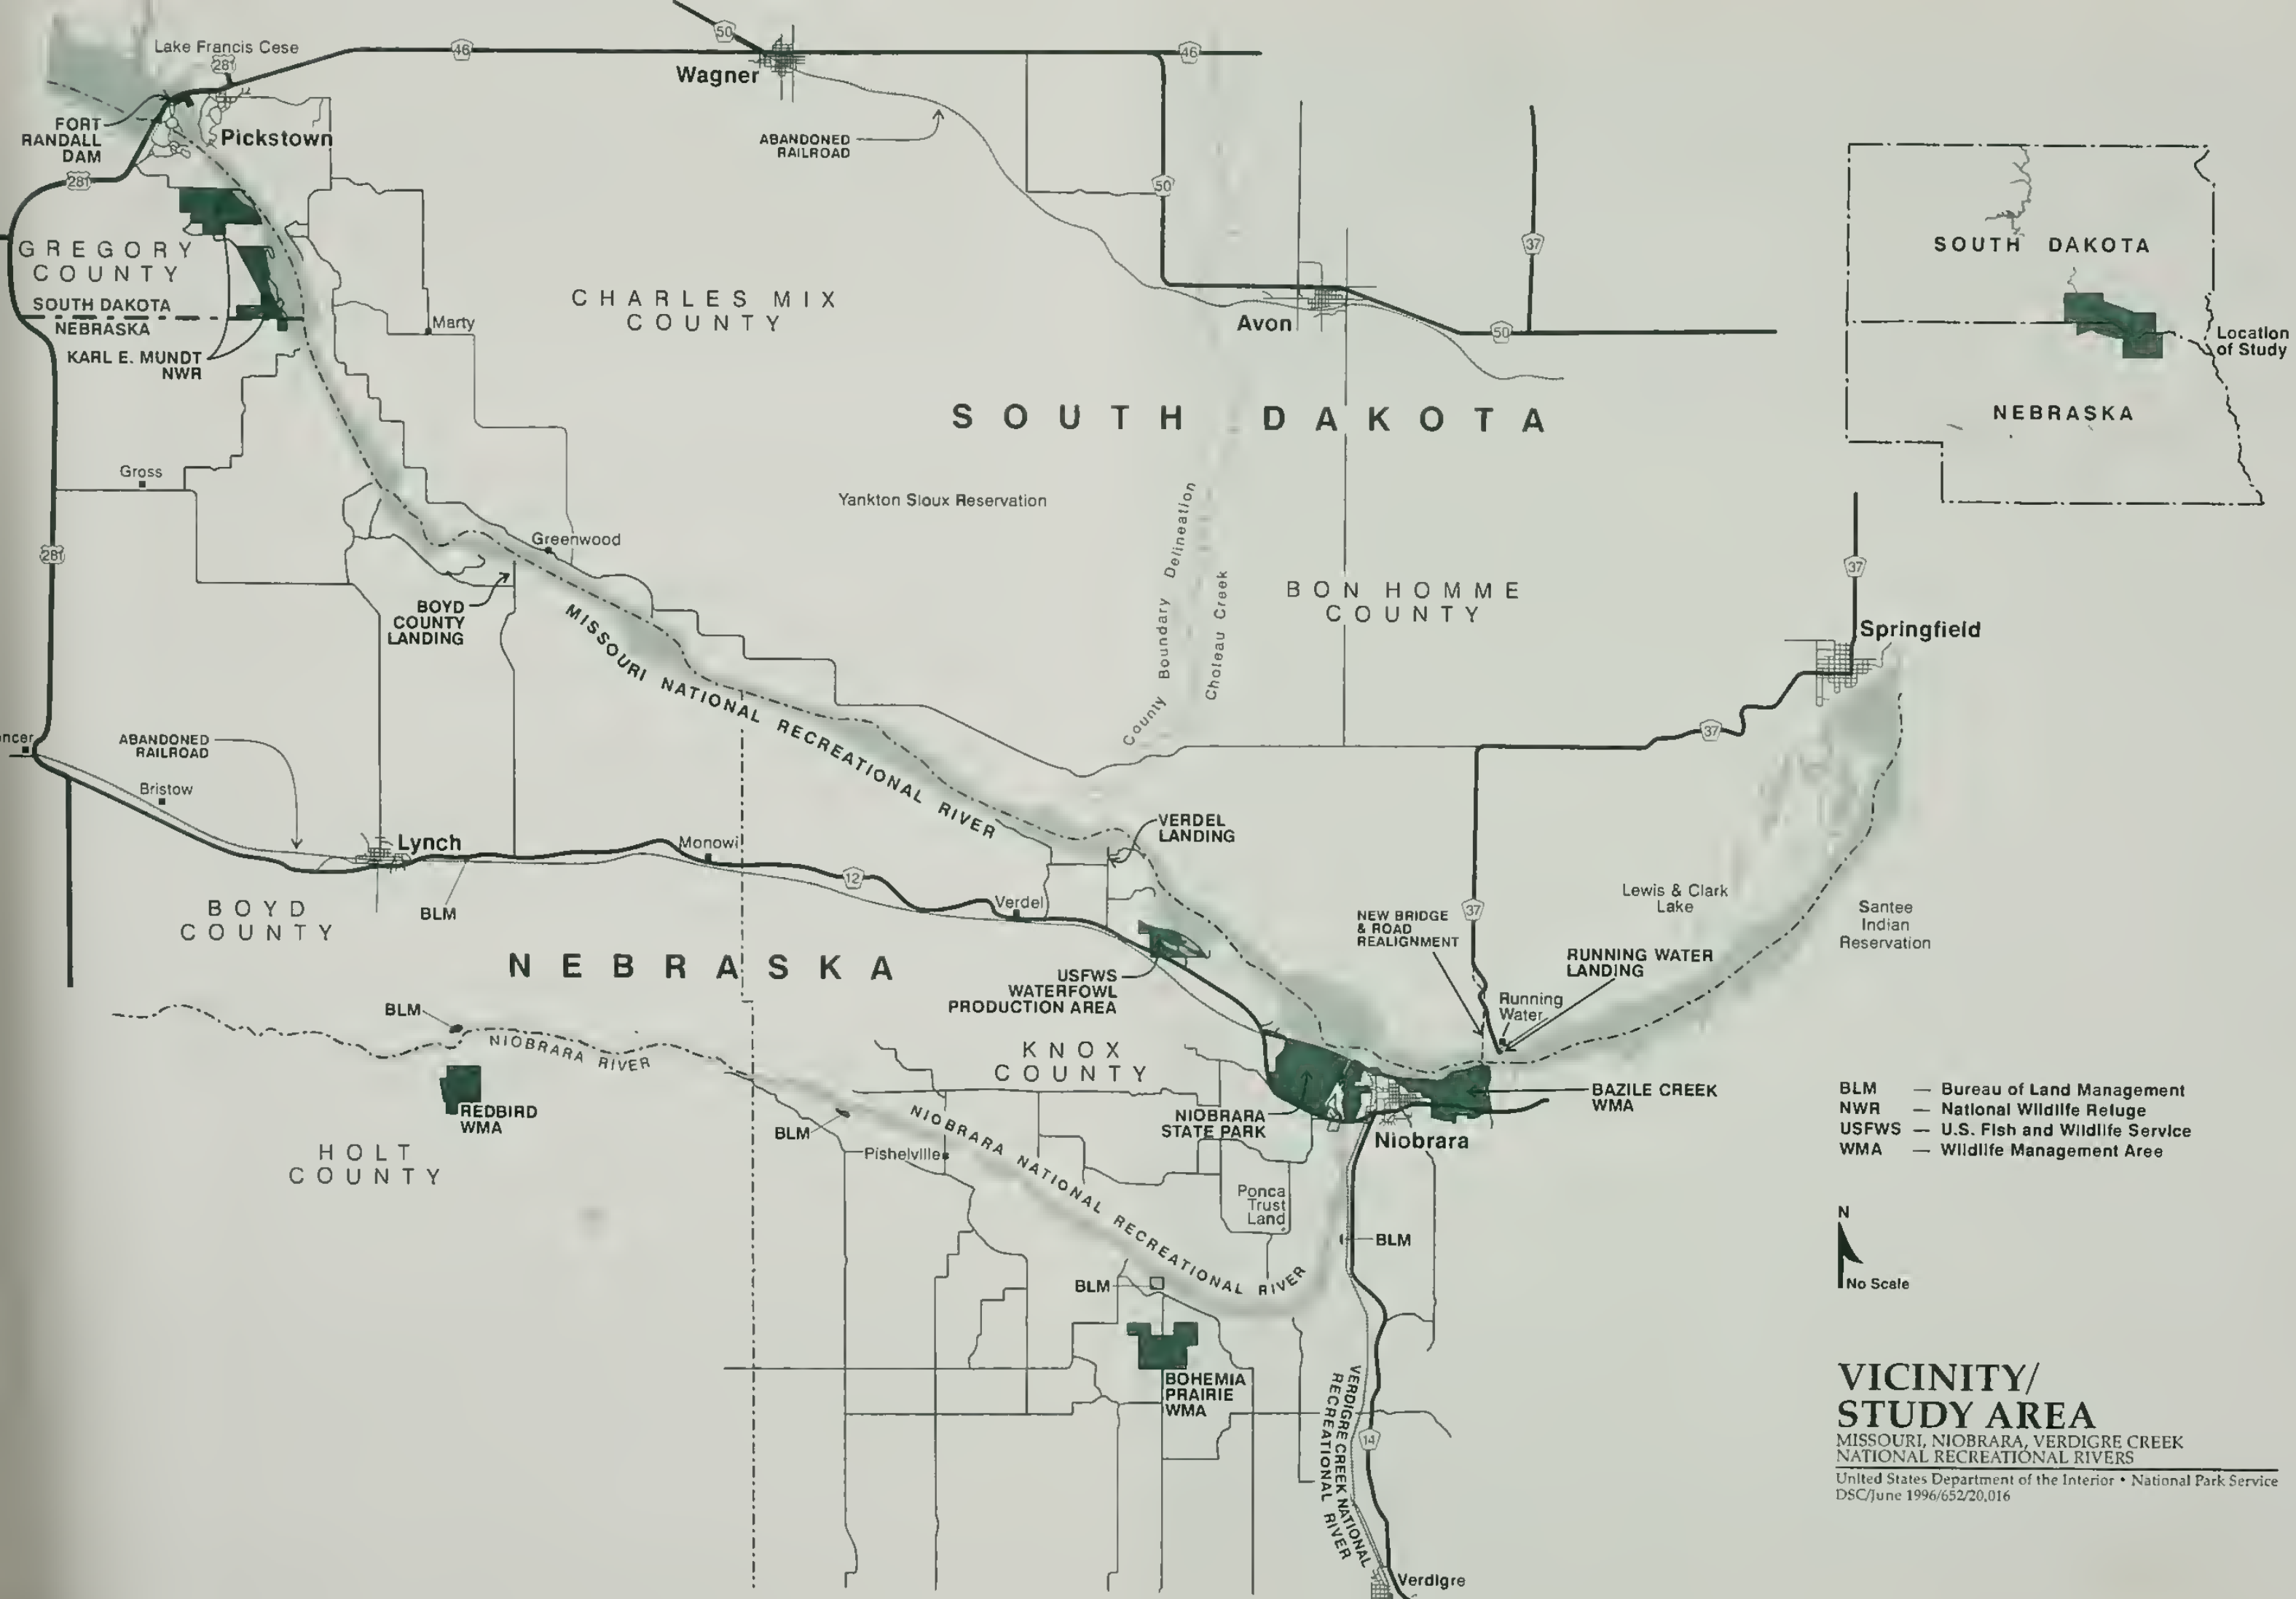 Lake Francis Cese
281
46
50
Wagner
46
FORT
RANDALL
DAM
Pickstown
ABANDONED
RAILROAD
281
50
37
GREGORY
COUNTY
SOUTH DAKOTA
NEBRASKA
KARL E. MUNDT
NWR
Marty
CHARLES MIX
COUNTY
Avon
50
SOUTH DAKOTA
NEBRASKA
Location
of Study
SOUTH DAKOTA
Gross
Yankton Sioux Reservation
County Boundary Delineation
Choteau Creek
281
Greenwood
BOYD
COUNTY
LANDING
BON HOMME
COUNTY
37
Springfield
MISSOURI NATIONAL RECREATIONAL RIVER
37
ncer
ABANDONED
RAILROAD
Bristow
Lynch
Monowi
VERDEL
LANDING
12
Verdel
BLM
BOYD
COUNTY
Lewis & Clark
Lake
37
NEW BRIDGE
& ROAD
REALIGNMENT
Santee
Indian
Reservation
NEBRASKA
USFWS
WATERFOWL
PRODUCTION AREA
RUNNING WATER
LANDING
Running
Water
BLM
NIOBRARA RIVER
KNOX
COUNTY
REDBIRD
WMA
BLM
NIOBRARA NATIONAL RECREATIONAL RIVER
NIOBRARA
STATE PARK
BAZILE CREEK
WMA
Niobrara
HOLT
COUNTY
Pishelville
Ponca
Trust
Land
BLM
BLM
BOHEMIA
PRAIRIE
WMA
VERDIGRE CREEK NATIONAL
RECREATIONAL RIVER
14
Verdigre
BLM — Bureau of Land Management
NWR — National Wildlife Refuge
USFWS — U.S. Fish and Wildlife Service
WMA — Wildlife Management Area
N
No Scale
VICINITY/
STUDY AREA
MISSOURI, NIOBRARA, VERDIGRE CREEK
NATIONAL RECREATIONAL RIVERS
United States Department of the Interior • National Park Service
DSC/June 1996/652/20,016